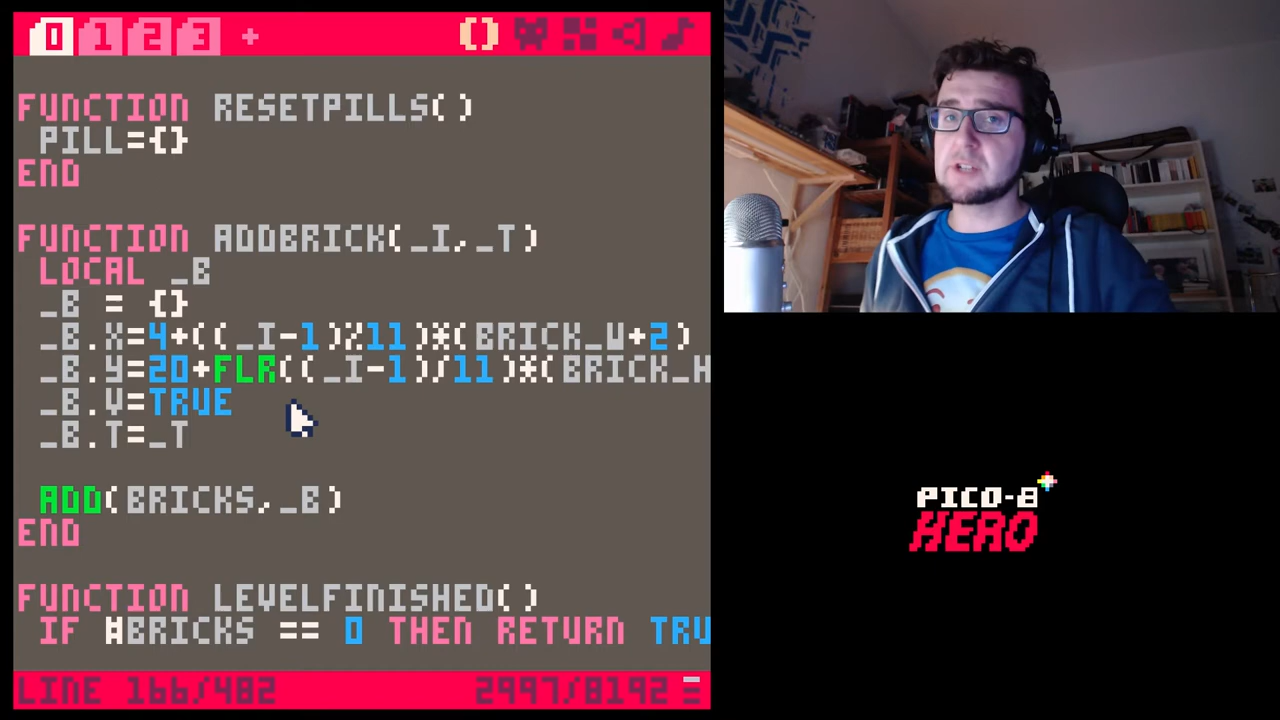 0 1 2 3 +
FUNCTION RESETPILLS()
PILL={}
END
FUNCTION ADDBRICK(_I,_T)
LOCAL _B
_B = {}
_B.X=4+((_I-1)%11)*(BRICK_W+2)
_B.Y=20+FLR((_I-1)/11)*(BRICK_H
_B.V=TRUE
_B.T=_T
ADD(BRICKS,_B)
END
FUNCTION LEVELFINISHED()
IF #BRICKS == 0 THEN RETURN TRU
LINE 166/482 2997/8192
PICO-8
HERO